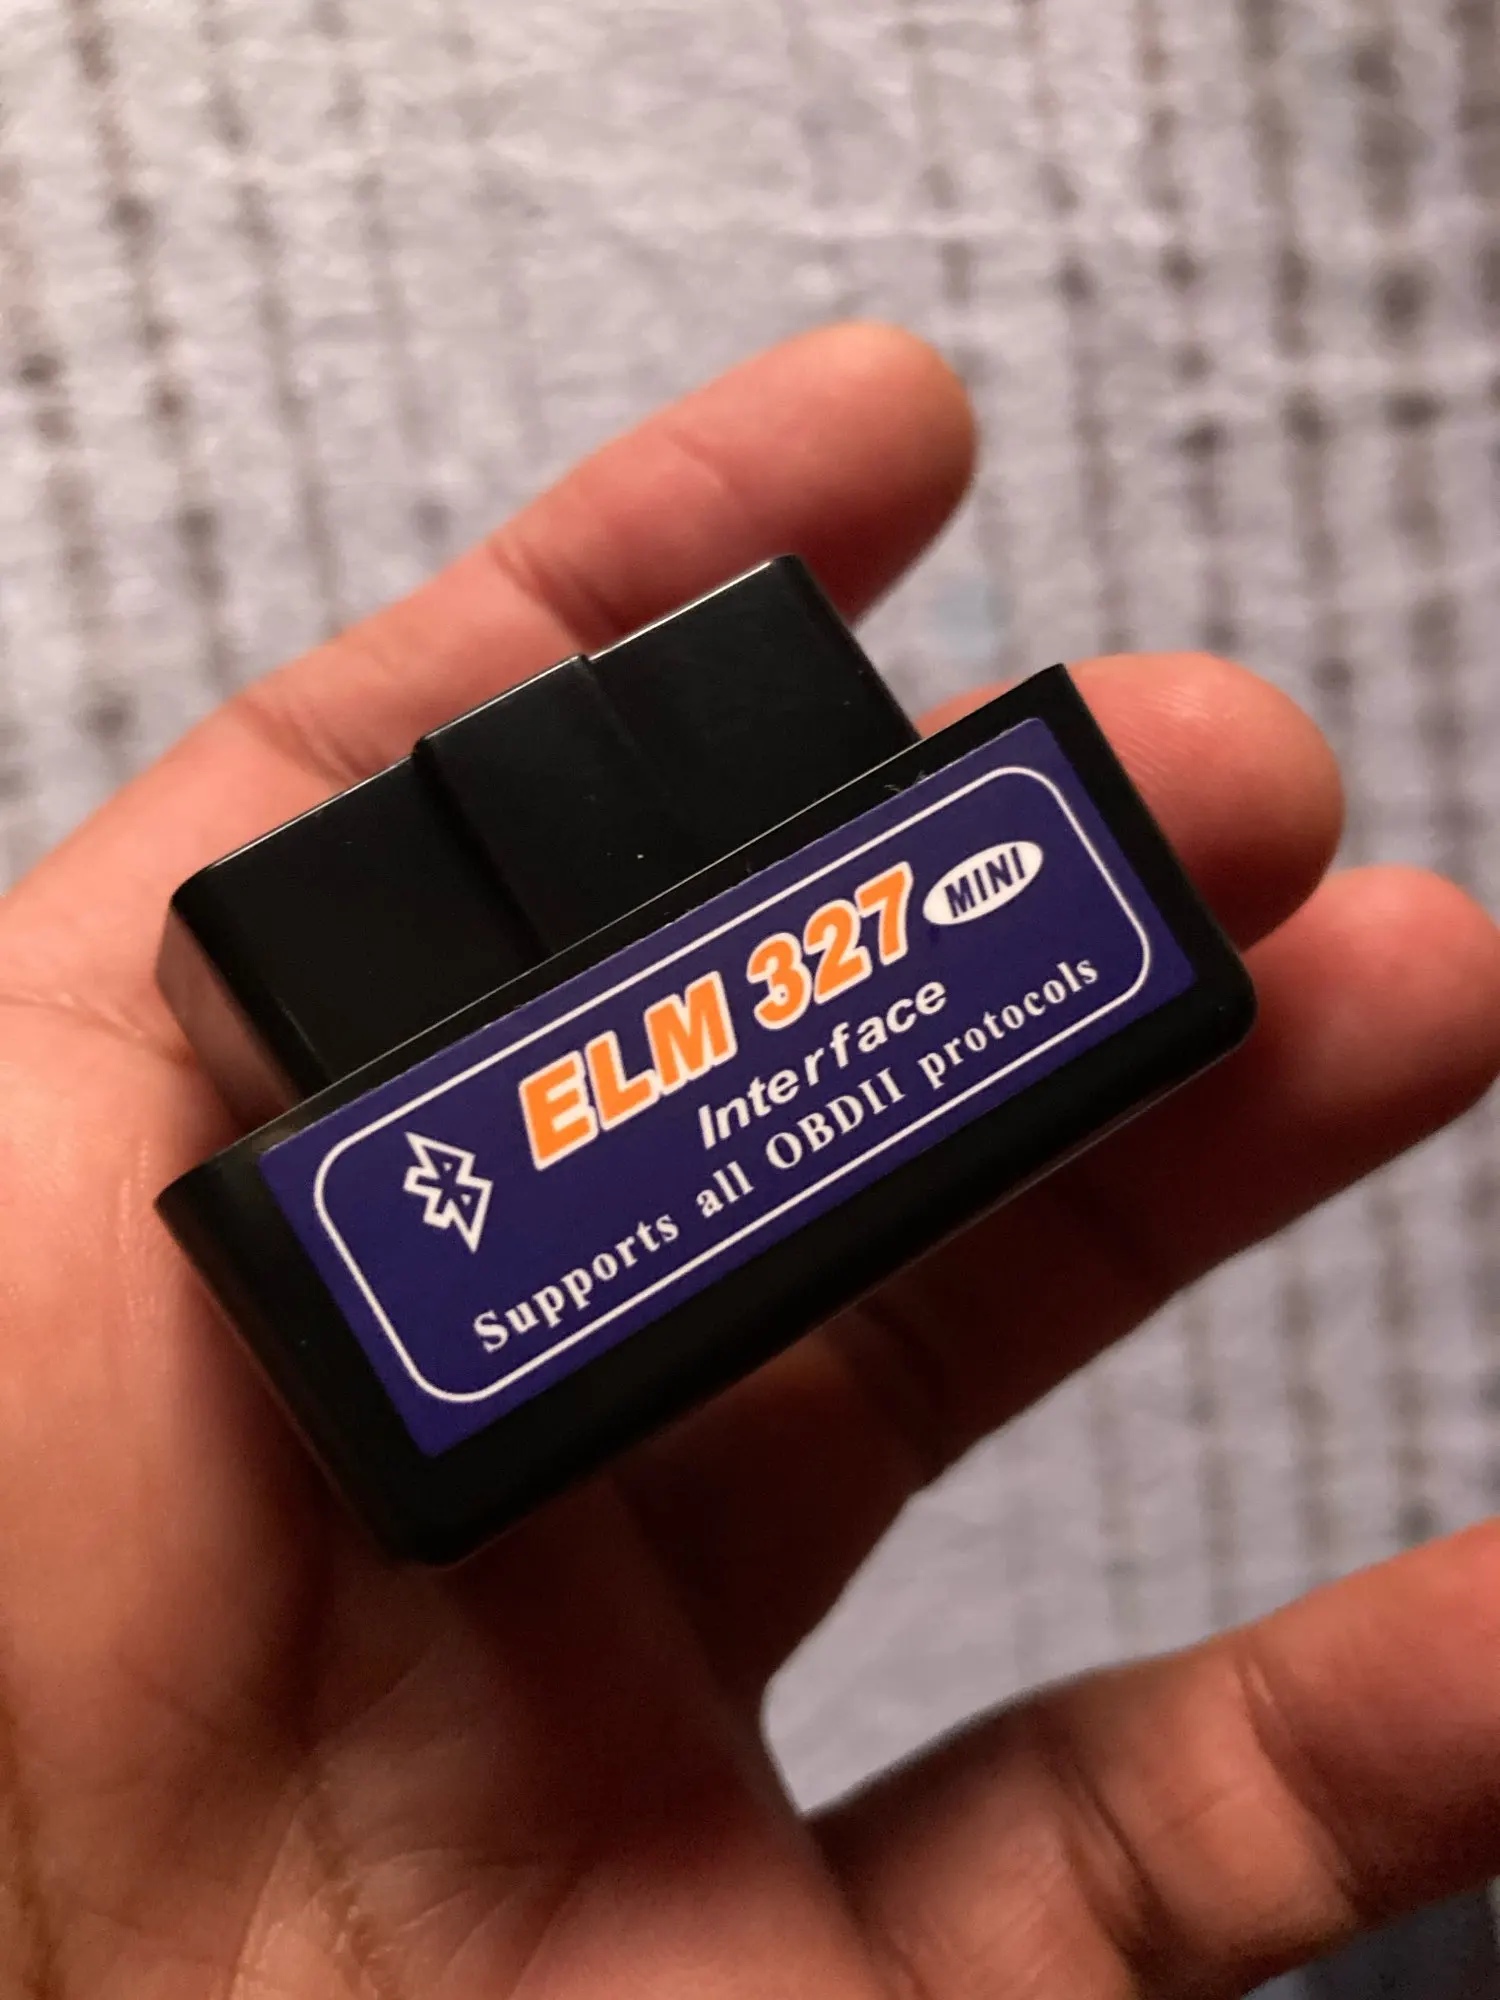 ELM 327 MINI
Interface
Supports all OBDII protocols